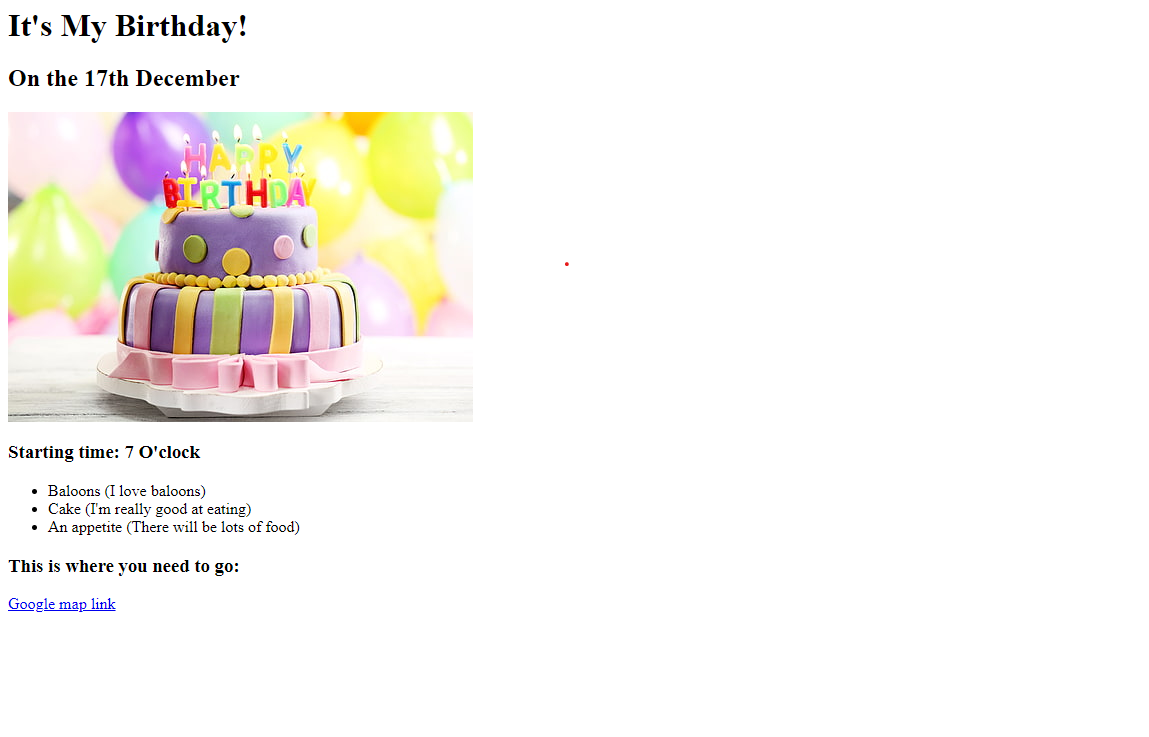 It's My Birthday!
On the 17th December
HAPPY
BIRTHDAY
Starting time: 7 O'clock
Baloons (I love baloons)
Cake (I'm really good at eating)
An appetite (There will be lots of food)
This is where you need to go:
Google map link